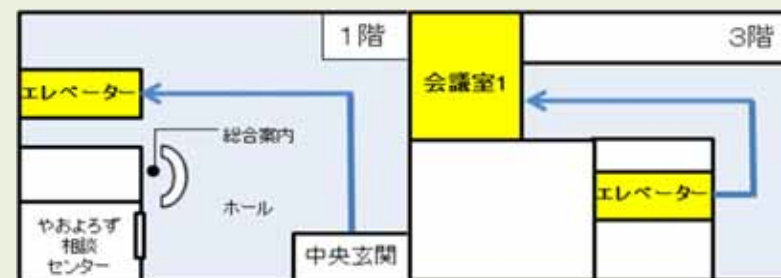 1階
エレベーター
総合案内
ホール
やおよろず
相談
センター
中央玄関
3階
会議室1
エレベーター